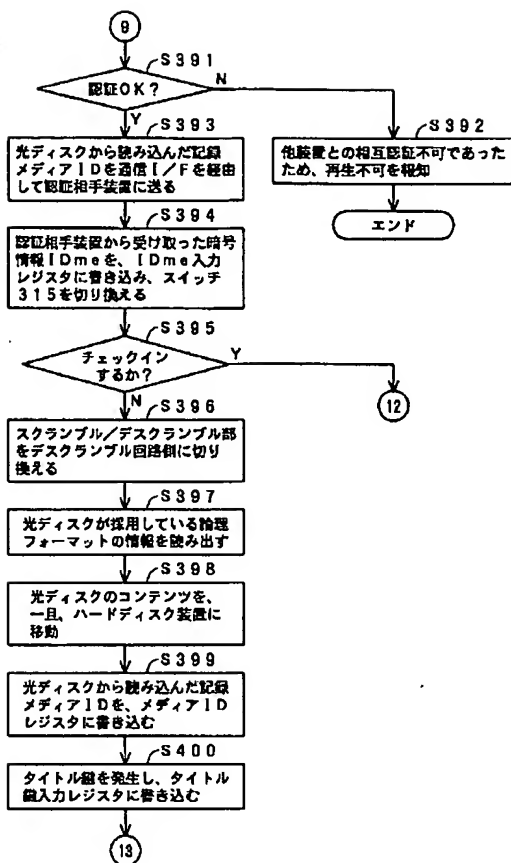 9
S391
認証OK？
N
Y
S392
他装置との相互認証不可であった
ため、再生不可を報知
エンド
S393
光ディスクから読み込んだ記録
メディアIDを通信I／Fを経由
して認証相手装置に送る
S394
認証相手装置から受け取った暗号
情報IDmeを、IDme入力
レジスタに書き込み、スイッチ
315を切り換える
S395
チェックイン
するか？
Y
N
12
S396
スクランブル／デスクランブル部
をデスクランブル回路側に切り
換える
S397
光ディスクが採用している論理
フォーマットの情報を読み出す
S398
光ディスクのコンテンツを、
一旦、ハードディスク装置に
移動
S399
光ディスクから読み込んだ記録
メディアIDを、メディアID
レジスタに書き込む
S400
タイトル鍵を発生し、タイトル
鍵入力レジスタに書き込む
13